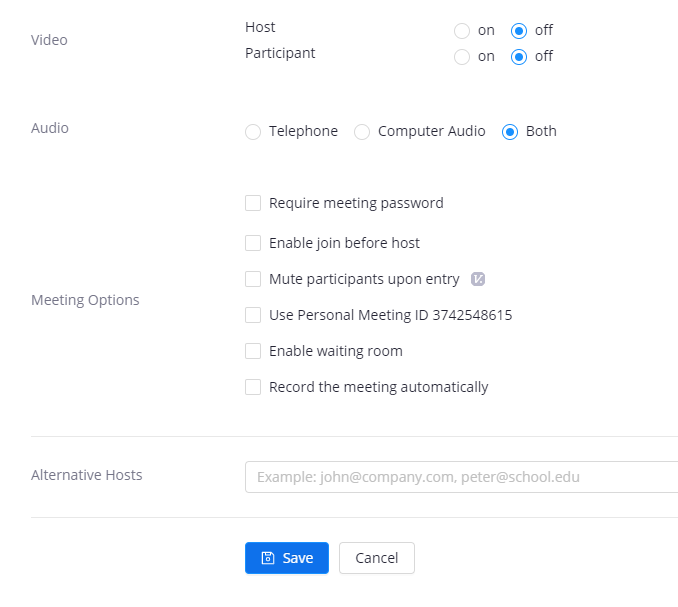 Video
Host
on off
Participant
on off
Audio
Telephone Computer Audio Both
Meeting Options
Require meeting password
Enable join before host
Mute participants upon entry
Use Personal Meeting ID 3742548615
Enable waiting room
Record the meeting automatically
Alternative Hosts
Example: john@company.com, peter@school.edu
Save Cancel